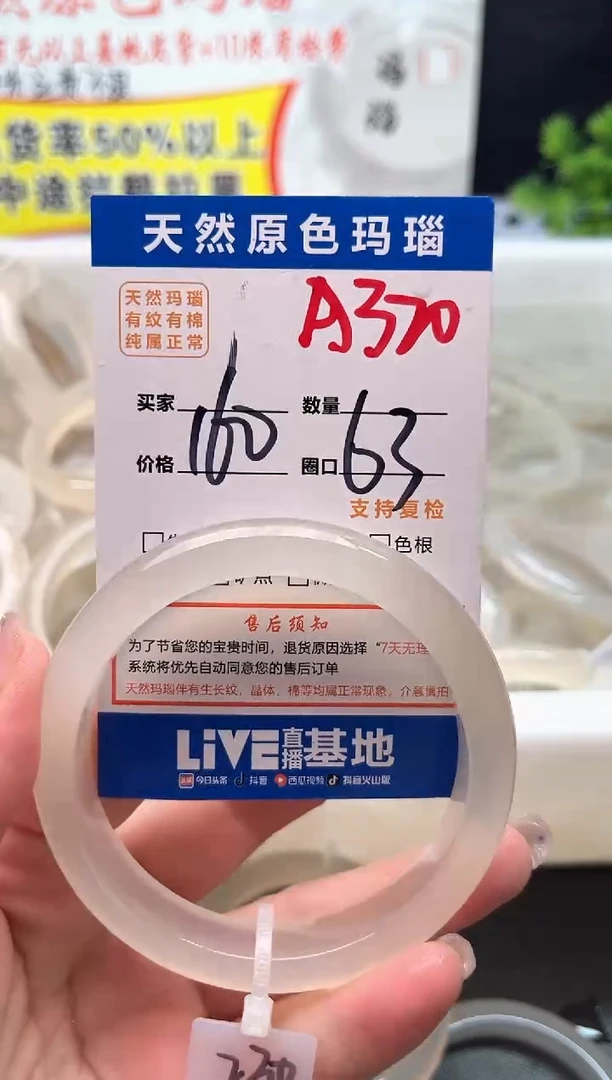 货率50%以上
天然原色玛瑙
天然玛瑙
有纹有棉
纯属正常
A370
买家 数量
160 63
价格 圈口
支持复检
色根
售后须知
为了节省您的宝贵时间，退货原因选择“7天无理
系统将优先自动同意您的售后订单
天然玛瑙伴有生长纹，晶体、棉等均属正常现象，介意慎拍
LiVE直播基地
今日头条 抖音 西瓜视频 抖音火山版